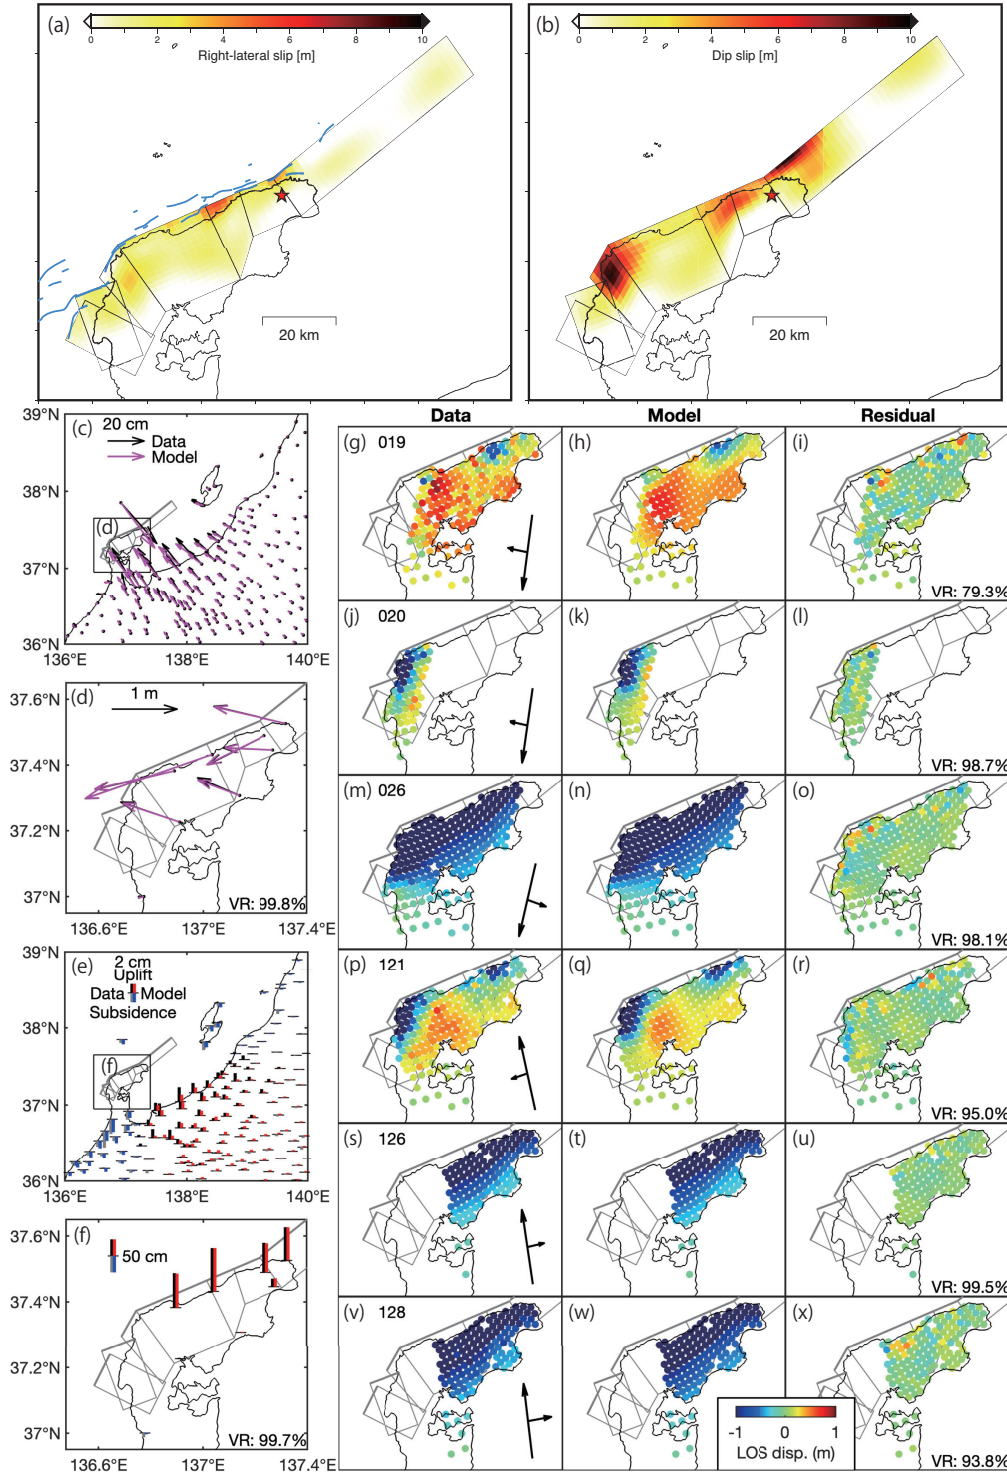 (a)
0 2 4 6 8 10
Right-lateral slip [m]
20 km
(b)
0 2 4 6 8 10
Dip slip [m]
20 km
(c)
20 cm
Data
Model
(d)
39°N
38°N
37°N
36°N
136°E 138°E 140°E
(d)
1 m
37.6°N
37.4°N
37.2°N
37°N
VR: 99.8%
136.6°E 137°E 137.4°E
(e)
2 cm
Uplift
Data Model
Subsidence
(f)
39°N
38°N
37°N
36°N
136°E 138°E 140°E
(f)
50 cm
37.6°N
37.4°N
37.2°N
37°N
VR: 99.7%
136.6°E 137°E 137.4°E
Data Model Residual
(g) 019 (h) (i)
VR: 79.3%
(j) 020 (k) (l)
VR: 98.7%
(m) 026 (n) (o)
VR: 98.1%
(p) 121 (q) (r)
VR: 95.0%
(s) 126 (t) (u)
VR: 99.5%
(v) 128 (w) (x)
VR: 93.8%
-1 0 1
LOS disp. (m)